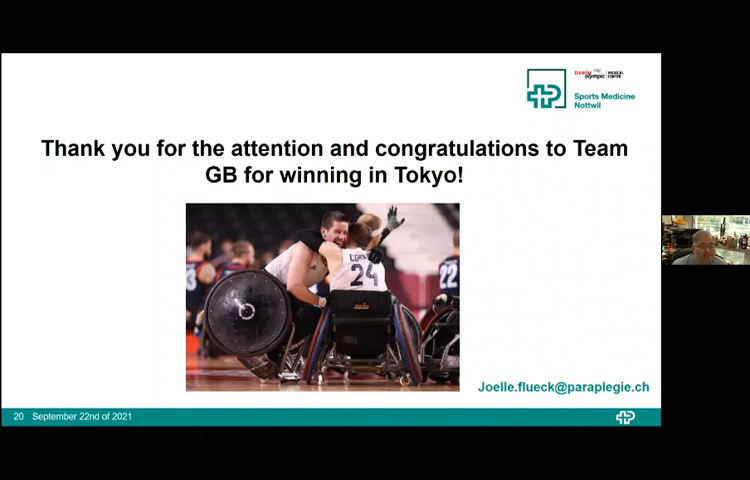 SWISS olympic MEDICAL CENTER
Sports Medicine
Nottwil
Thank you for the attention and congratulations to Team
GB for winning in Tokyo!
24
22
Joelle.flueck@paraplegie.ch
20 September 22nd of 2021